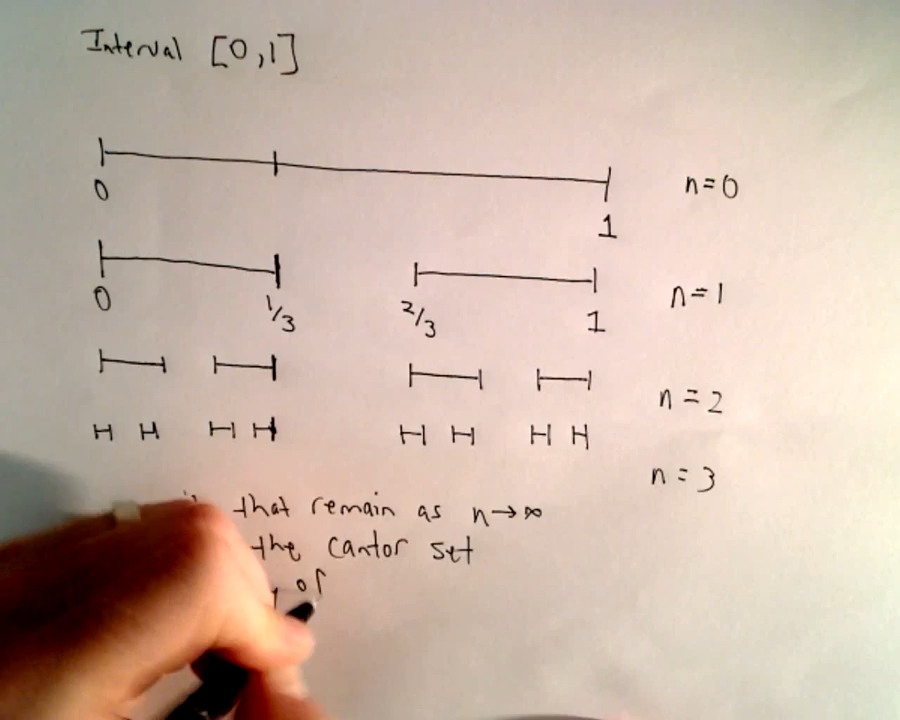 Interval [0,1]
n=0
0
1
n=1
0
1/3
2/3
1
n=2
n=3
that remain as n→∞
the cantor set
of